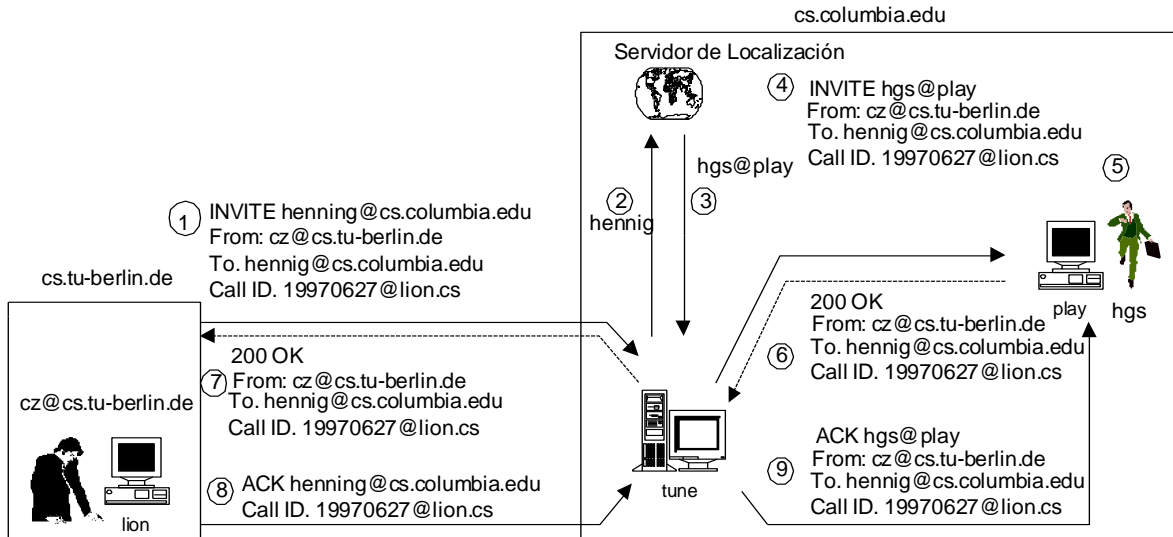 cs.columbia.edu
Servidor de Localización
4
INVITE hgs@play
From: cz@cs.tu-berlin.de
To. hennig@cs.columbia.edu
Call ID. 19970627@lion.cs
hgs@play
5
2
3
hennig
1
INVITE henning@cs.columbia.edu
From: cz@cs.tu-berlin.de
To. hennig@cs.columbia.edu
Call ID. 19970627@lion.cs
cs.tu-berlin.de
play
hgs
200 OK
From: cz@cs.tu-berlin.de
6
To. hennig@cs.columbia.edu
Call ID. 19970627@lion.cs
200 OK
7
From: cz@cs.tu-berlin.de
To. hennig@cs.columbia.edu
Call ID. 19970627@lion.cs
cz@cs.tu-berlin.de
lion
8
ACK henning@cs.columbia.edu
Call ID. 19970627@lion.cs
tune
9
ACK hgs@play
From: cz@cs.tu-berlin.de
To. hennig@cs.columbia.edu
Call ID. 19970627@lion.cs